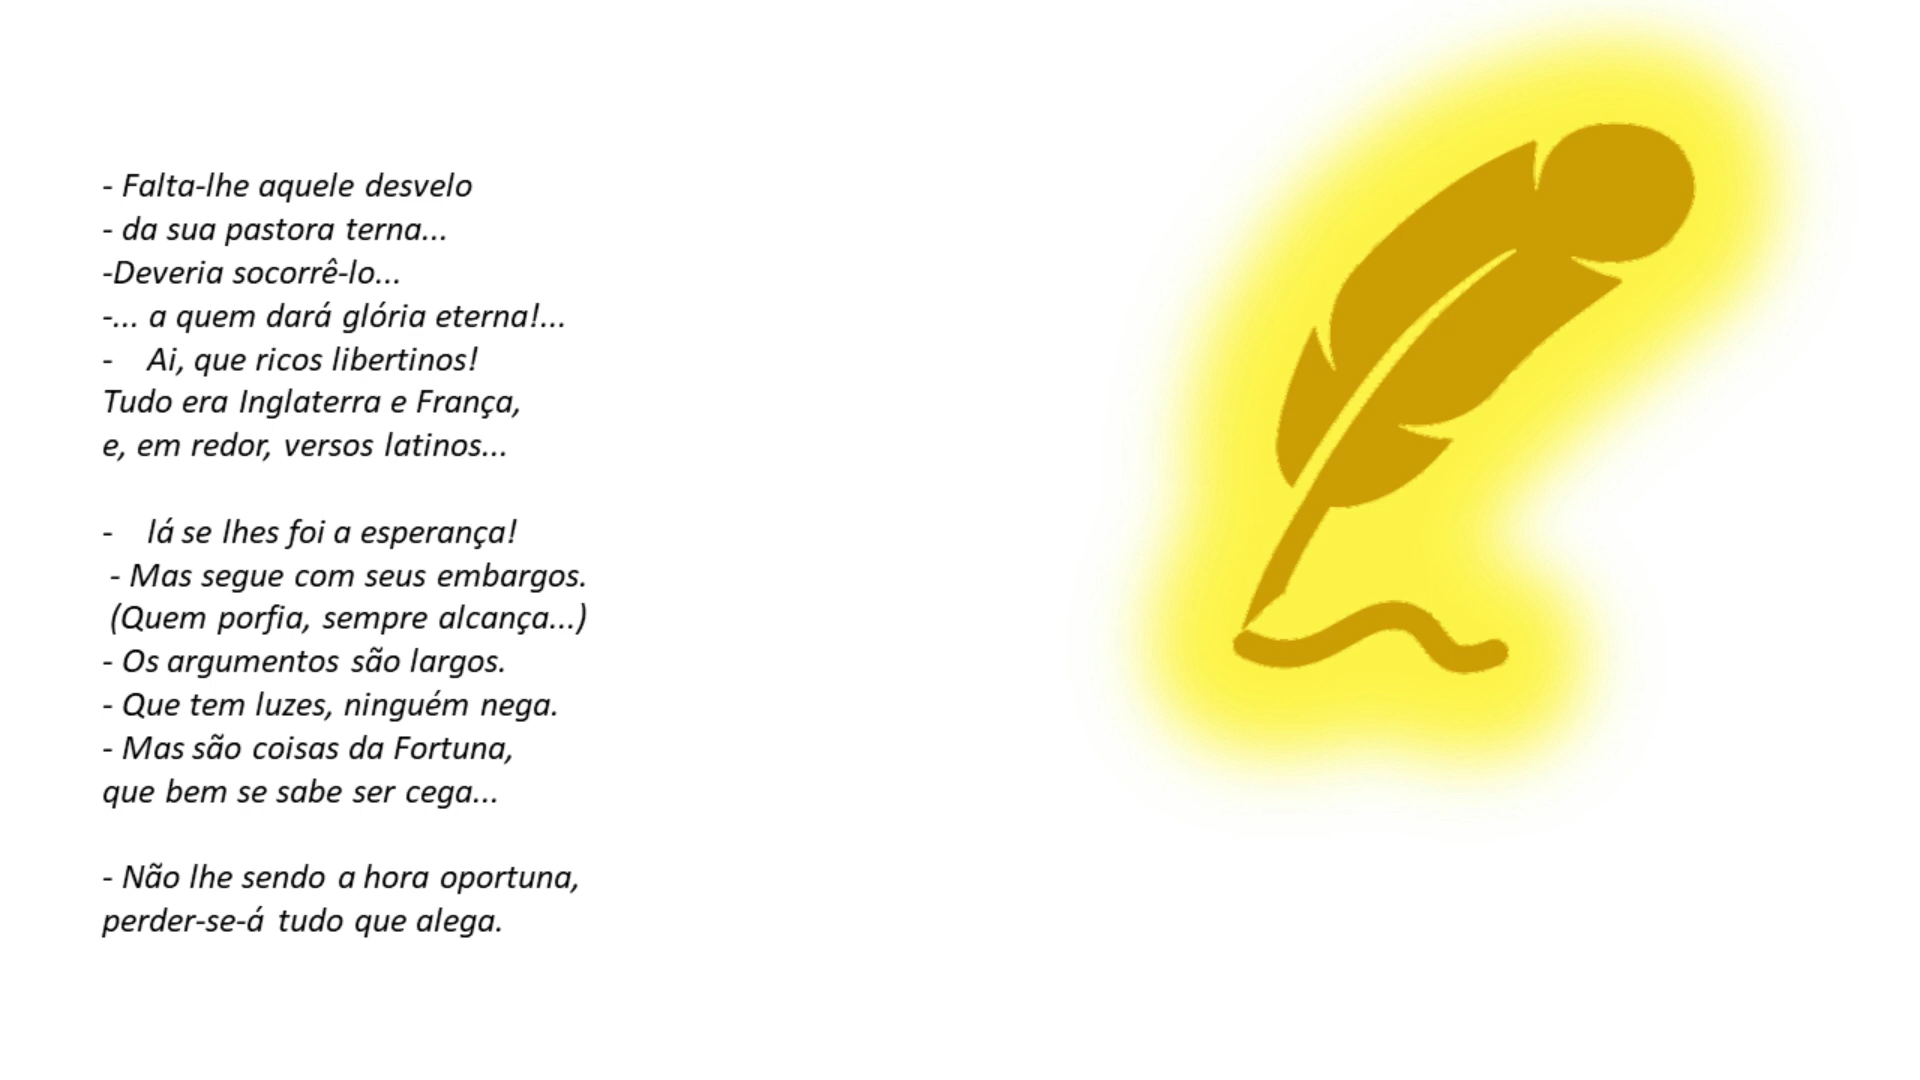 - Falta-lhe aquele desvelo
- da sua pastora terna...
-Deveria socorrê-lo...
-... a quem dará glória eterna!...
- Ai, que ricos libertinos!
Tudo era Inglaterra e França,
e, em redor, versos latinos...
- lá se lhes foi a esperança!
- Mas segue com seus embargos.
(Quem porfia, sempre alcança...)
- Os argumentos são largos.
- Que tem luzes, ninguém nega.
- Mas são coisas da Fortuna,
que bem se sabe ser cega...
- Não lhe sendo a hora oportuna,
perder-se-á tudo que alega.